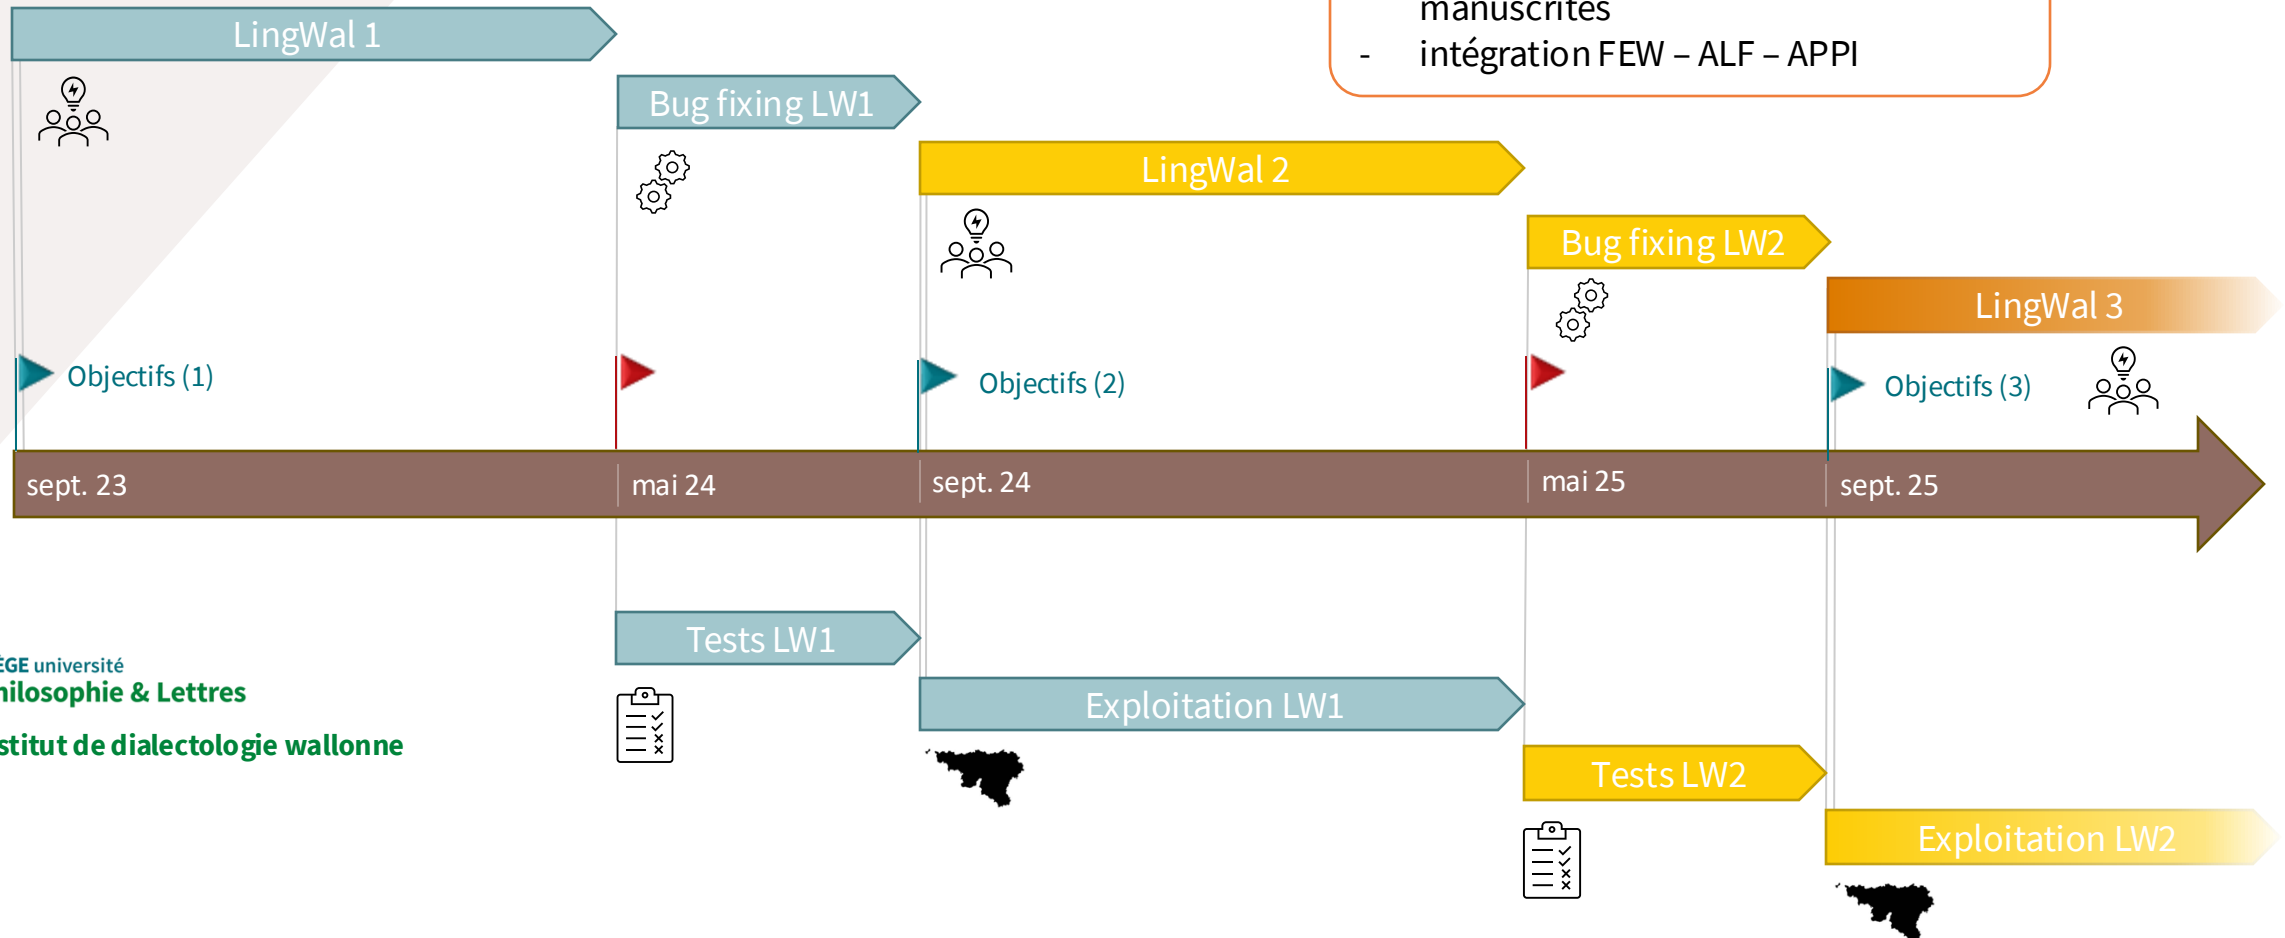 LingWal 1
manuscrites
- intégration FEW – ALF – APPI
Bug fixing LW1
LingWal 2
Bug fixing LW2
LingWal 3
Objectifs (1)
Objectifs (2)
Objectifs (3)
sept. 23
mai 24
sept. 24
mai 25
sept. 25
Tests LW1
ÈGE université
hilosophie & Lettres
stitut de dialectologie wallonne
Exploitation LW1
Tests LW2
Exploitation LW2